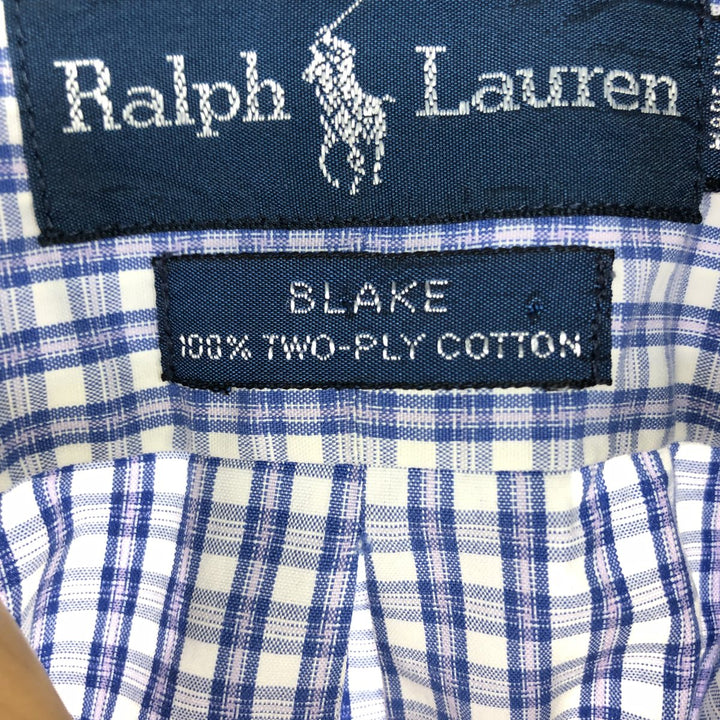 Ralph Lauren
BLAKE
100% TWO-PLY COTTON